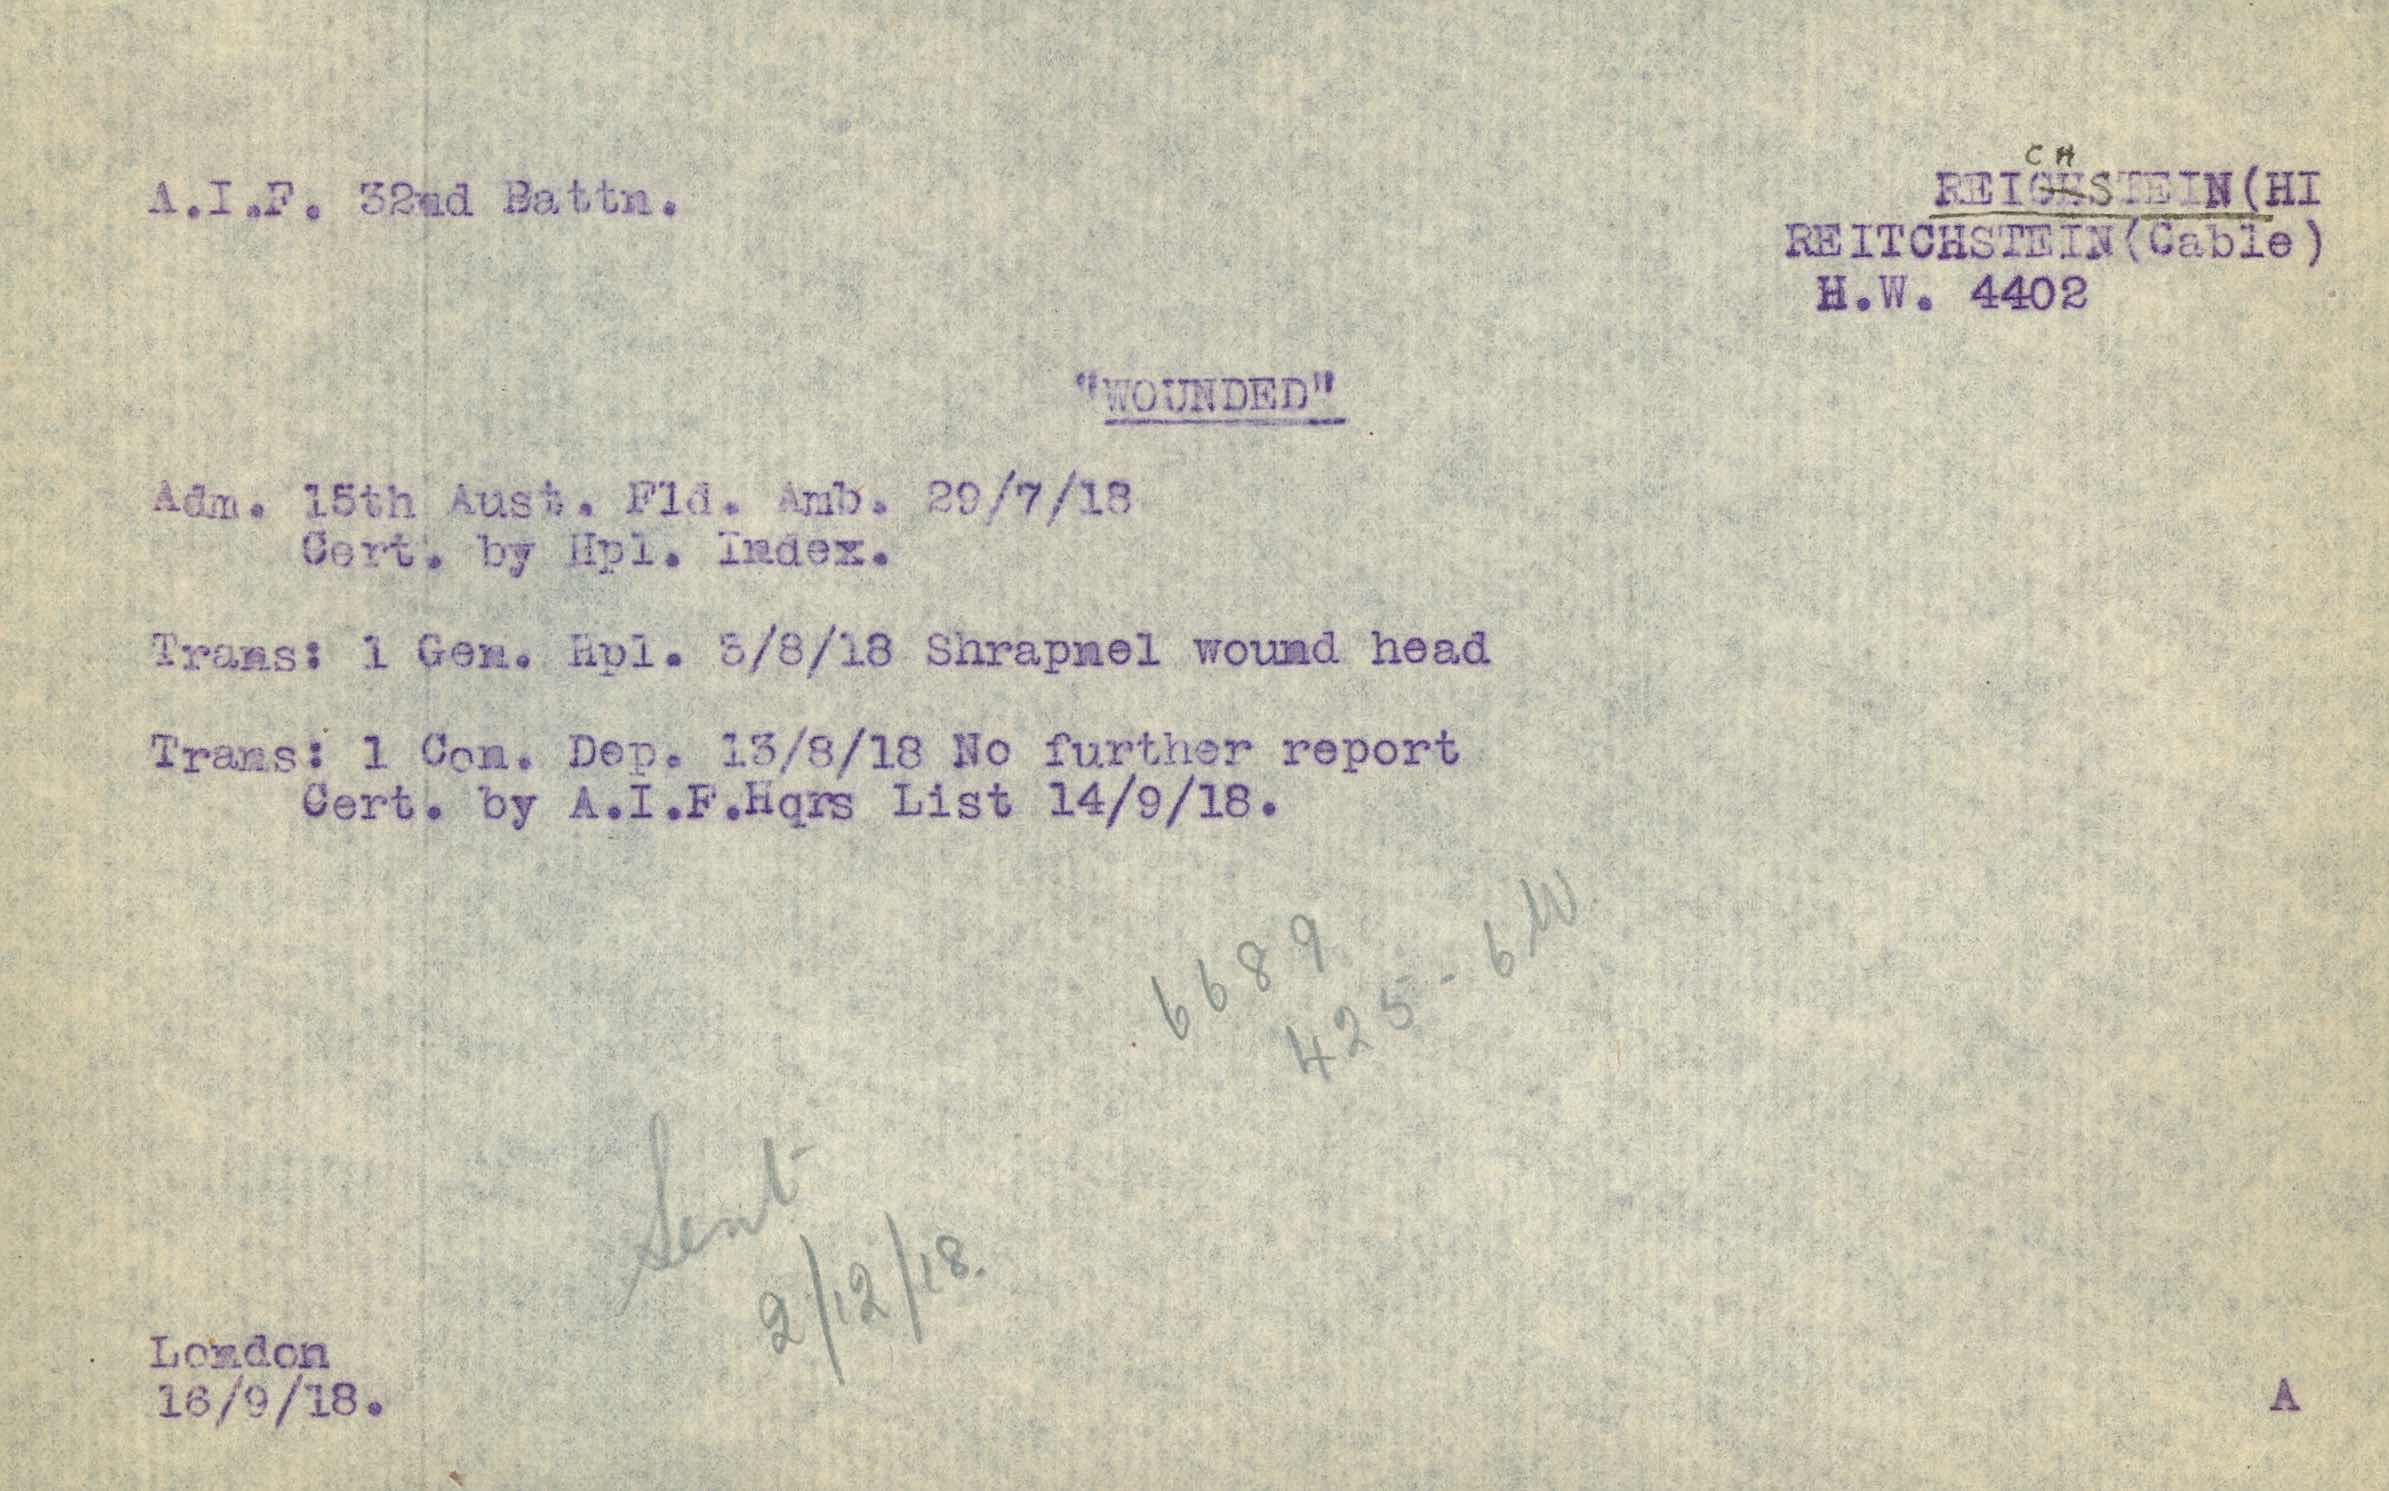 CH
A.I.F. 32nd Battn.
REICHSTEIN(HI
REITCHSTEIN(Cable)
H.W. 4402
"WOUNDED"
Adm. 15th Aust. Fld. Amb. 29/7/18
Cert. by Hpl. Index.
Trans: 1 Gen. Hpl. 3/8/18 Shrapnel wound head
Trans: 1 Con. Dep. 13/8/18 No further report
Cert. by A.I.F.Hqrs List 14/9/18.
6689
425-6W.
Sent
2/12/18.
London
16/9/18.
A